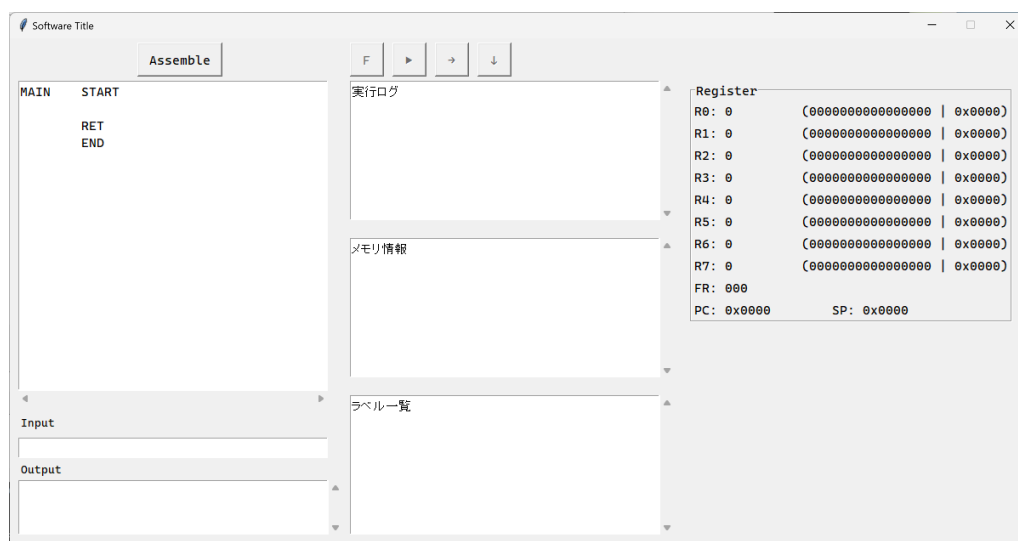 Software Title
Assemble
F ▶ → ↓
MAIN    START
RET
END
Input
Output
実行ログ
メモリ情報
ラベル一覧
Register
R0: 0 (0000000000000000 | 0x0000)
R1: 0 (0000000000000000 | 0x0000)
R2: 0 (0000000000000000 | 0x0000)
R3: 0 (0000000000000000 | 0x0000)
R4: 0 (0000000000000000 | 0x0000)
R5: 0 (0000000000000000 | 0x0000)
R6: 0 (0000000000000000 | 0x0000)
R7: 0 (0000000000000000 | 0x0000)
FR: 000
PC: 0x0000 SP: 0x0000